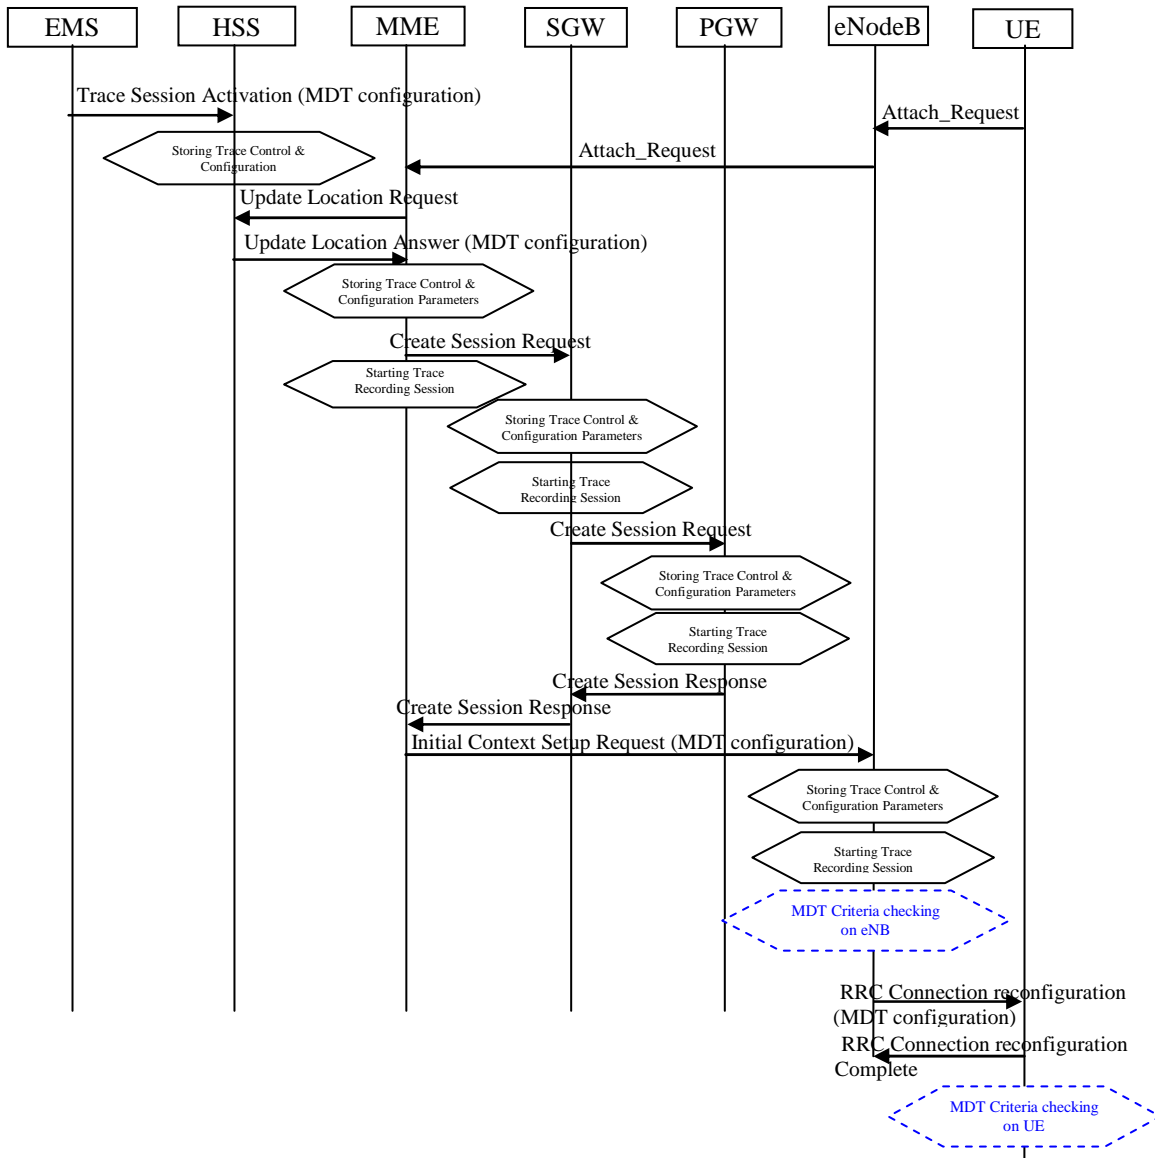 EMS
HSS
MME
SGW
PGW
eNodeB
UE
Trace Session Activation (MDT configuration)
Attach_Request
Storing Trace Control &
Configuration
Attach_Request
Update Location Request
Update Location Answer (MDT configuration)
Storing Trace Control &
Configuration Parameters
Create Session Request
Starting Trace
Recording Session
Storing Trace Control &
Configuration Parameters
Starting Trace
Recording Session
Create Session Request
Storing Trace Control &
Configuration Parameters
Starting Trace
Recording Session
Create Session Response
Create Session Response
Initial Context Setup Request (MDT configuration)
Storing Trace Control &
Configuration Parameters
Starting Trace
Recording Session
MDT Criteria checking
on eNB
RRC Connection reconfiguration
(MDT configuration)
RRC Connection reconfiguration
Complete
MDT Criteria checking
on UE